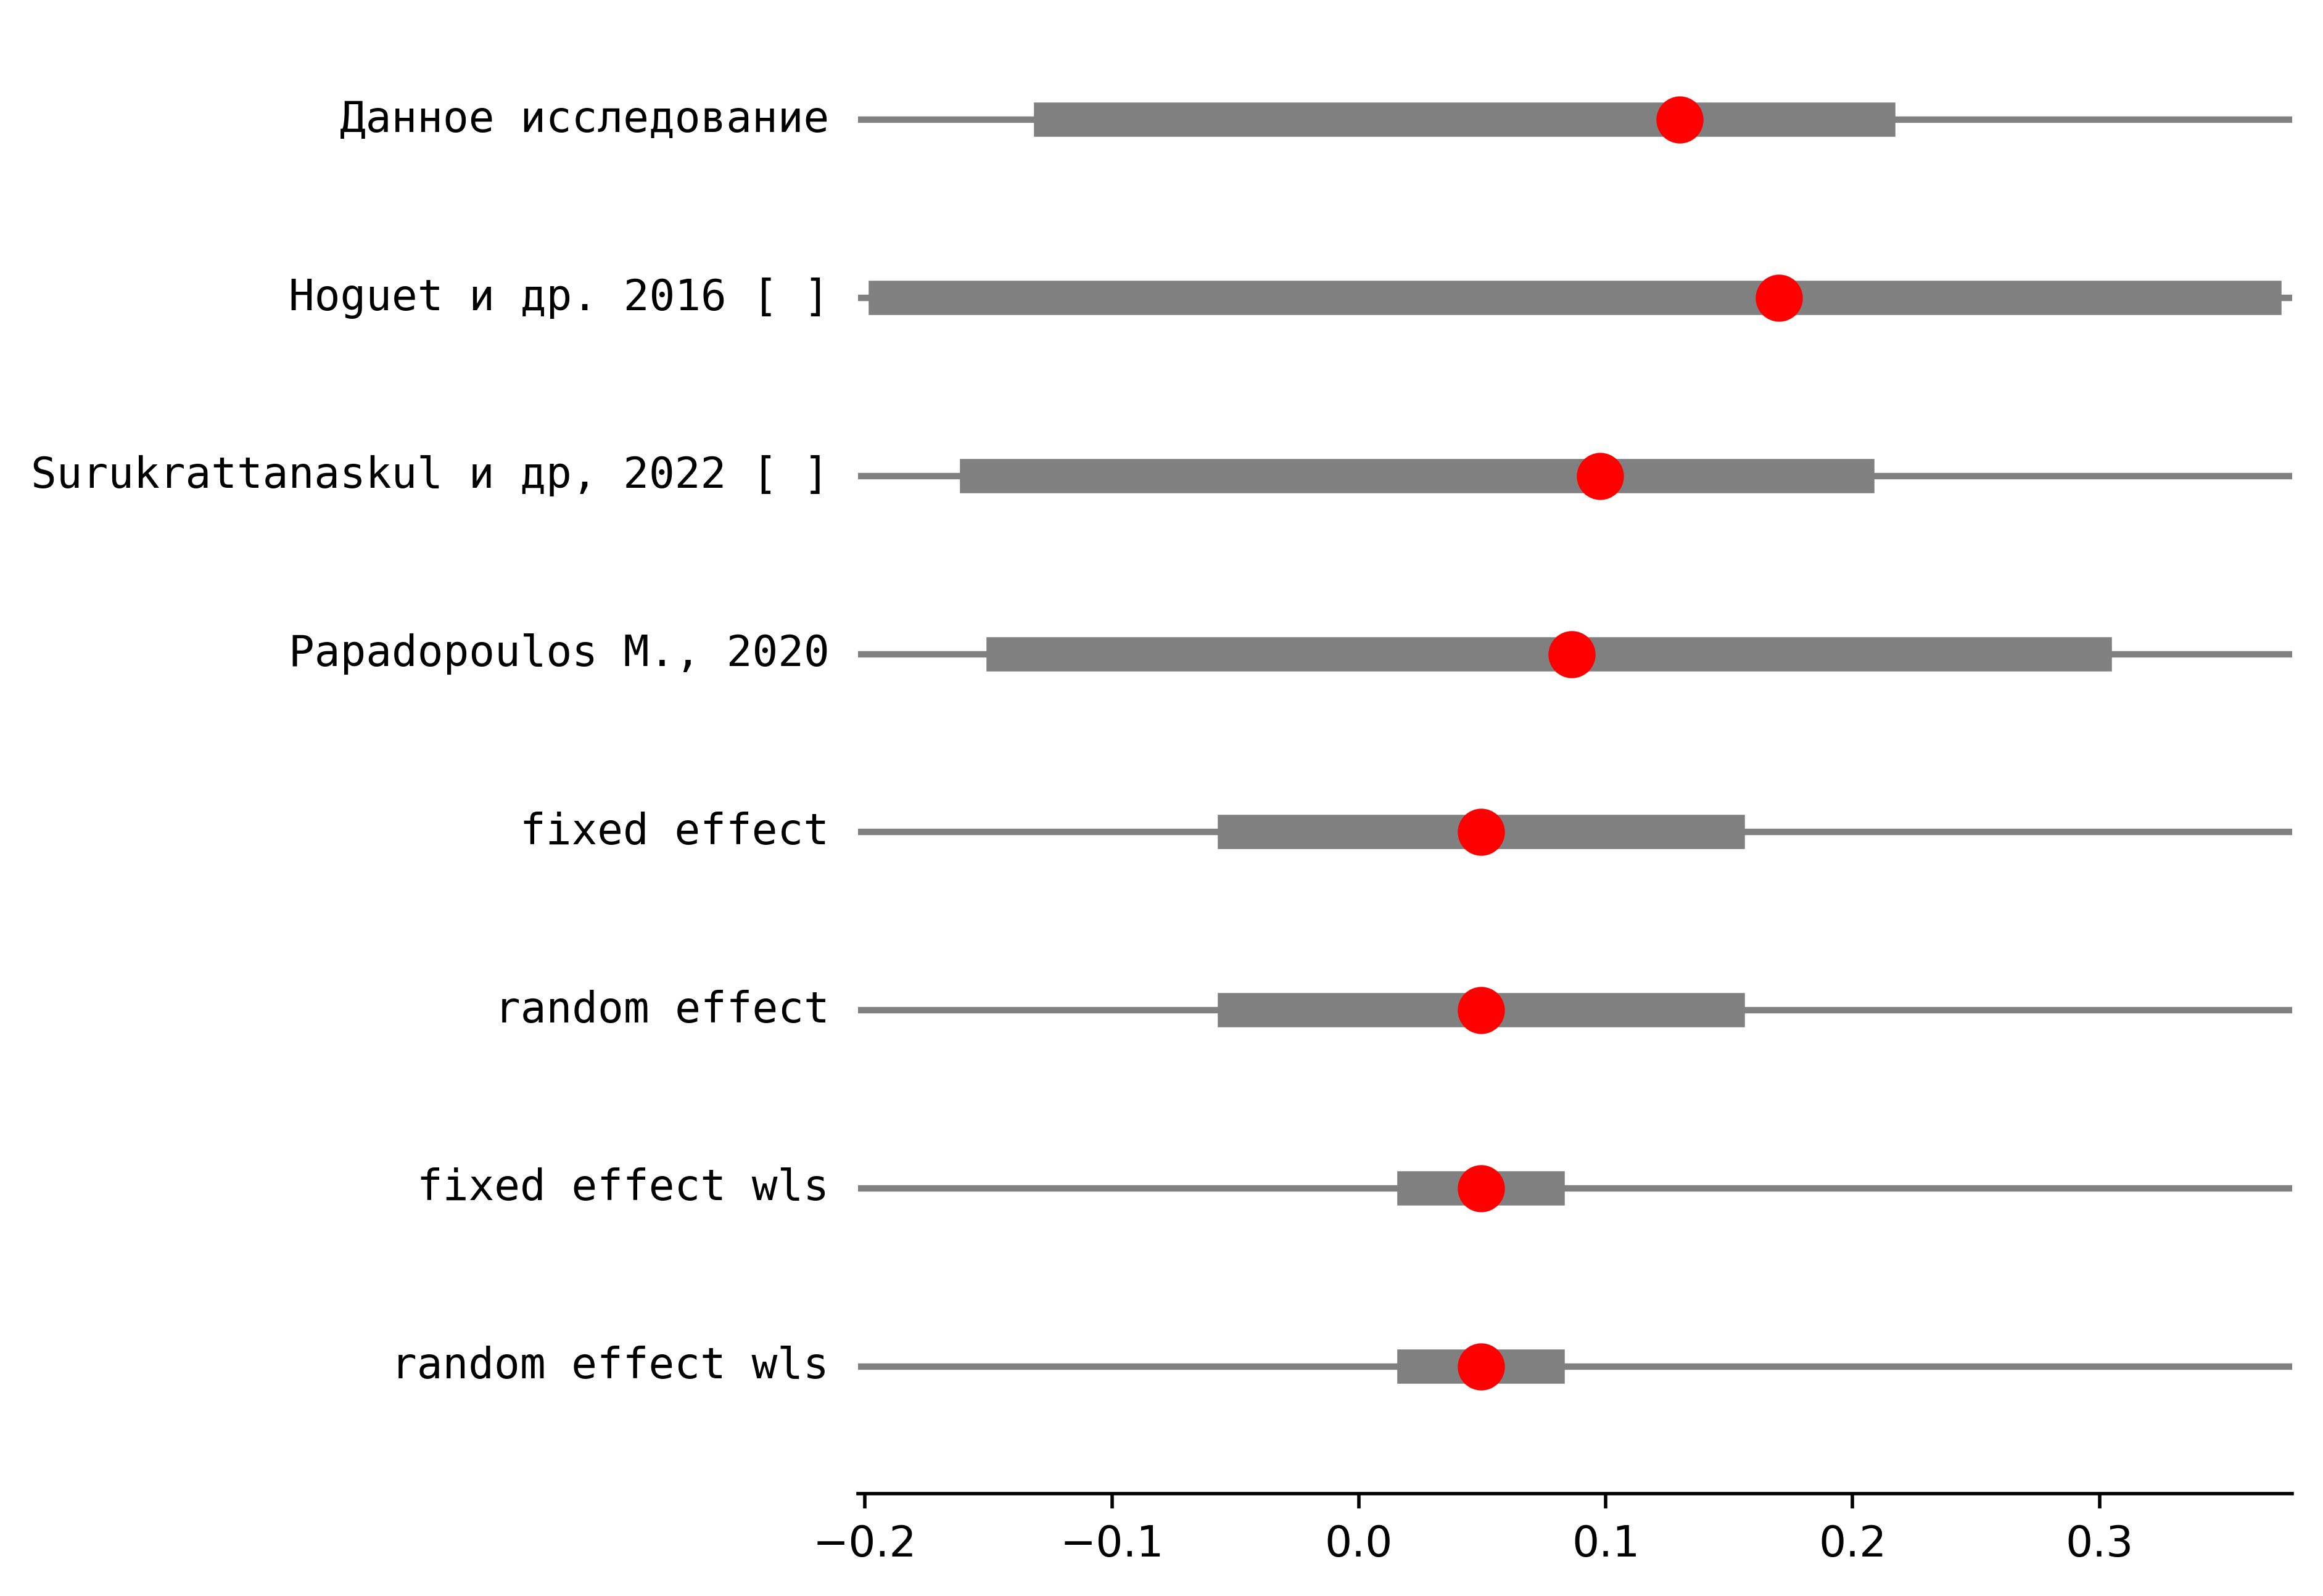 Данное исследование
Hoguet и др. 2016 [ ]
Surukrattanaskul и др, 2022 [ ]
Papadopoulos M., 2020
fixed effect
random effect
fixed effect wls
random effect wls
−0.2 −0.1 0.0 0.1 0.2 0.3